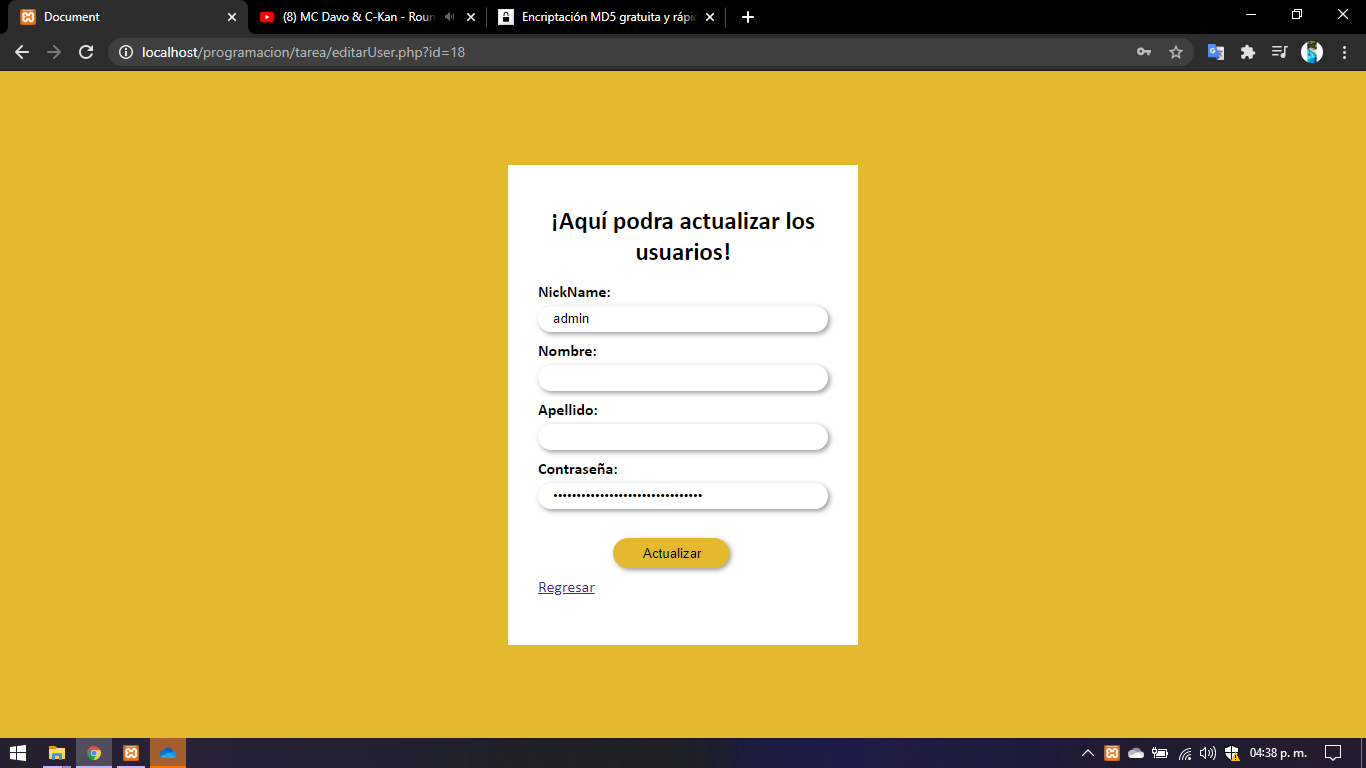 Document
(8) MC Davo & C-Kan - Roun
Encriptación MD5 gratuita y rápi
localhost/programacion/tarea/editarUser.php?id=18
¡Aquí podra actualizar los
usuarios!
NickName:
admin
Nombre:
Apellido:
Contraseña:
Actualizar
Regresar
04:38 p. m.